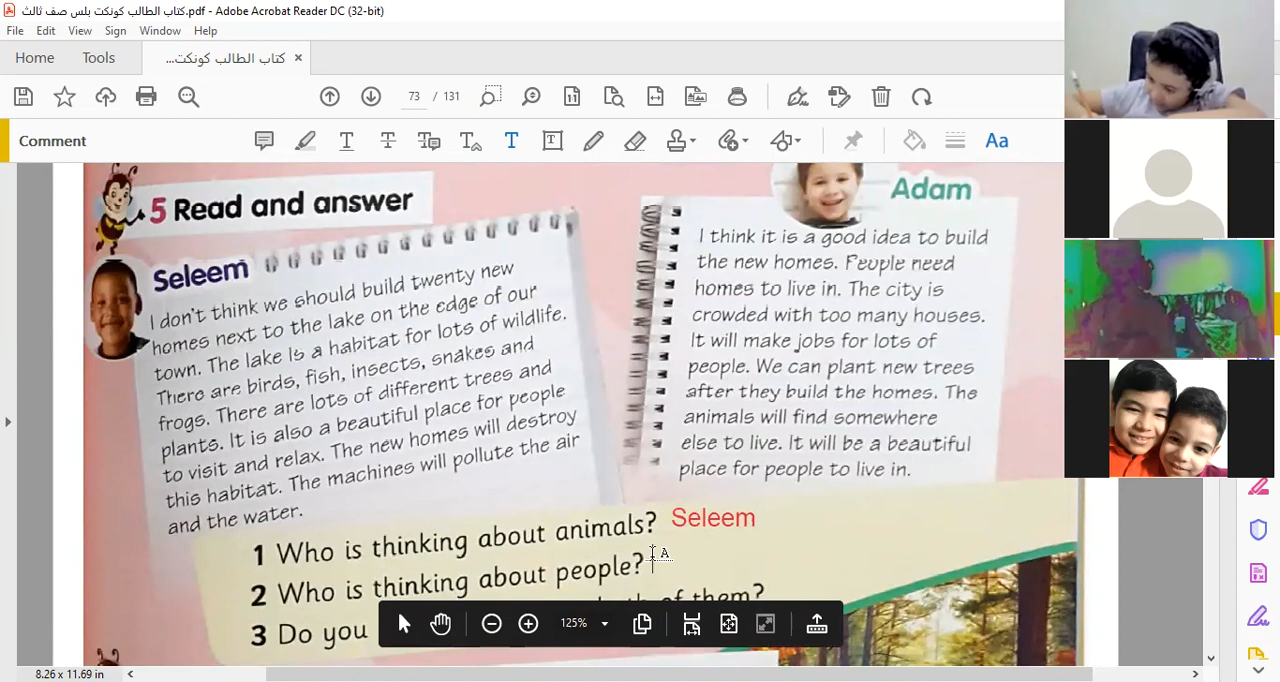 كتاب الطالب كونكت بلس صف ثالث.pdf - Adobe Acrobat Reader DC (32-bit)
File Edit View Sign Window Help
Home Tools كتاب الطالب كونكت... ×
73 / 131
Comment
Aa
5 Read and answer
Seleem
I don't think we should build twenty new
homes next to the lake on the edge of our
town. The lake is a habitat for lots of wildlife.
There are birds, fish, insects, snakes and
frogs. There are lots of different trees and
plants. It is also a beautiful place for people
to visit and relax. The new homes will destroy
this habitat. The machines will pollute the air
and the water.
Adam
I think it is a good idea to build
the new homes. People need
homes to live in. The city is
crowded with too many houses.
It will make jobs for lots of
people. We can plant new trees
after they build the homes. The
animals will find somewhere
else to live. It will be a beautiful
place for people to live in.
1 Who is thinking about animals? Seleem
2 Who is thinking about people?
3 Do you of them?
125%
8.26 x 11.69 in